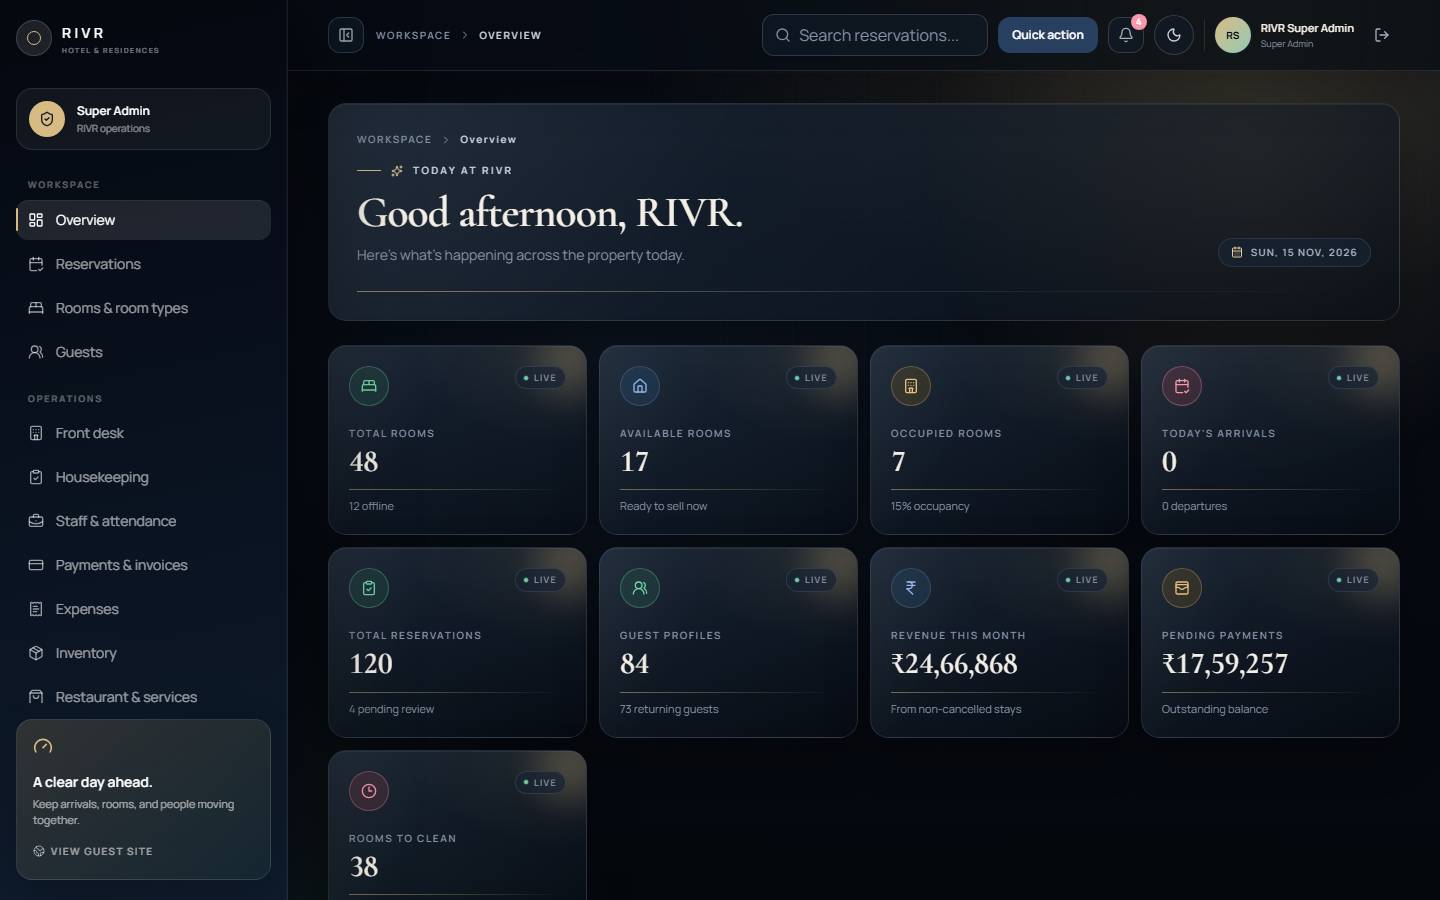 RIVR
HOTEL & RESIDENCES
Super Admin
RIVR operations
WORKSPACE
Overview
Reservations
Rooms & room types
Guests
OPERATIONS
Front desk
Housekeeping
Staff & attendance
Payments & invoices
Expenses
Inventory
Restaurant & services
A clear day ahead.
Keep arrivals, rooms, and people moving
together.
VIEW GUEST SITE
WORKSPACE > OVERVIEW
Search reservations...
Quick action
4
RS
RIVR Super Admin
Super Admin
WORKSPACE > Overview
TODAY AT RIVR
Good afternoon, RIVR.
Here's what's happening across the property today.
SUN, 15 NOV, 2026
LIVE
TOTAL ROOMS
48
12 offline
LIVE
AVAILABLE ROOMS
17
Ready to sell now
LIVE
OCCUPIED ROOMS
7
15% occupancy
LIVE
TODAY'S ARRIVALS
0
0 departures
LIVE
TOTAL RESERVATIONS
120
4 pending review
LIVE
GUEST PROFILES
84
73 returning guests
LIVE
REVENUE THIS MONTH
₹24,66,868
From non-cancelled stays
LIVE
PENDING PAYMENTS
₹17,59,257
Outstanding balance
LIVE
ROOMS TO CLEAN
38